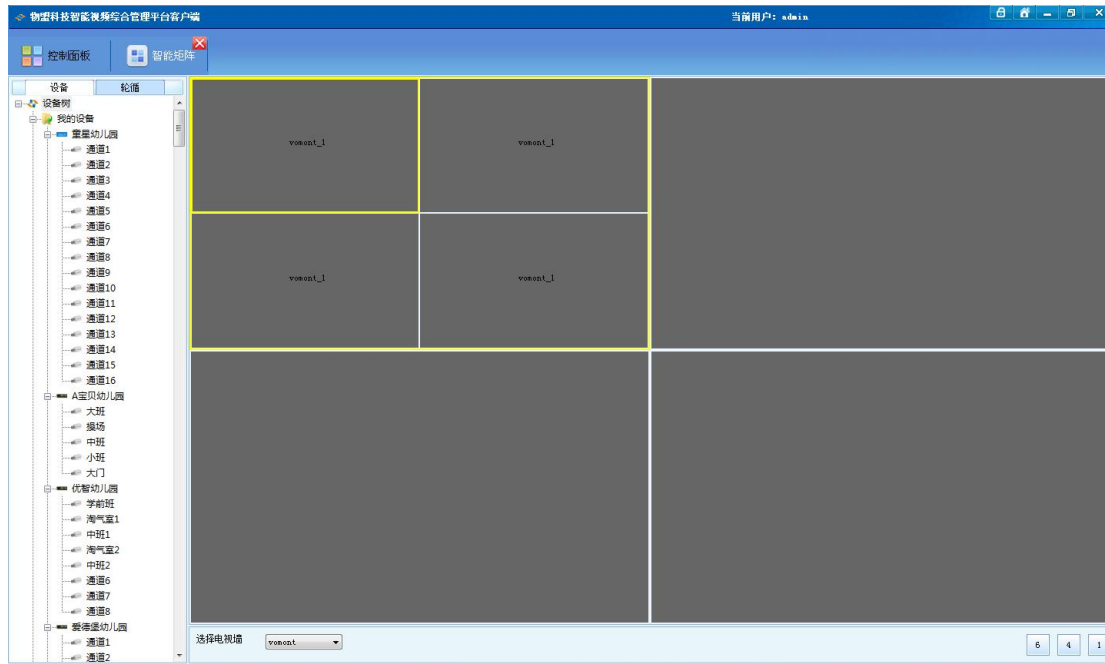 物盟科技智能视频综合管理平台客户端 当前用户: admin
控制面板 智能矩阵
设备 轮循
设备树
我的设备
童星幼儿园
通道1
通道2
通道3
通道4
通道5
通道6
通道7
通道8
通道9
通道10
通道11
通道12
通道13
通道14
通道15
通道16
A宝贝幼儿园
大班
操场
中班
小班
大门
优智幼儿园
学前班
淘气室1
中班1
淘气室2
中班2
通道6
通道7
通道8
爱德堡幼儿园
通道1
通道2
vomont_1 vomont_1
vomont_1 vomont_1
选择电视墙 vomont 6 4 1